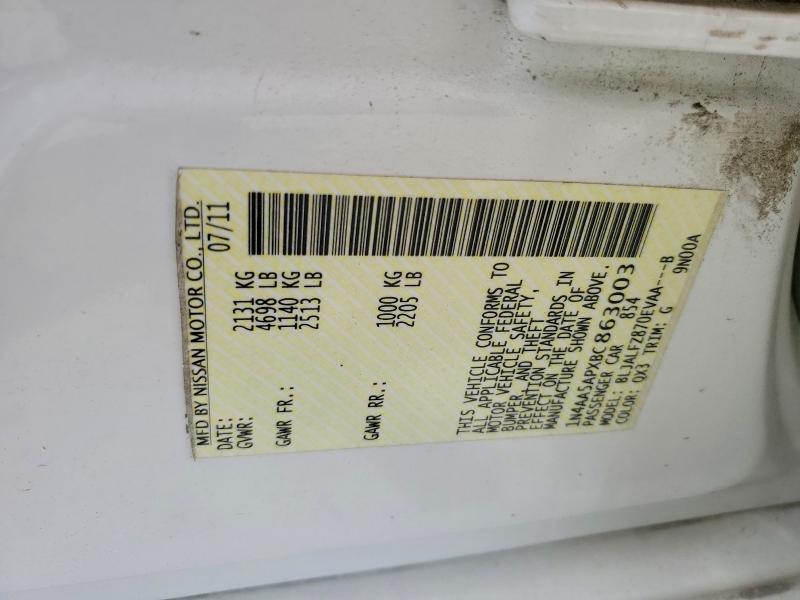 MFD BY NISSAN MOTOR CO., LTD.
DATE: 07/11
GVWR: 2131 KG
4698 LB
GAWR FR.: 1140 KG
2513 LB
GAWR RR.: 1000 KG
2205 LB
THIS VEHICLE CONFORMS TO
ALL APPLICABLE FEDERAL
MOTOR VEHICLE SAFETY,
BUMPER, AND THEFT
PREVENTION STANDARDS IN
EFFECT ON THE DATE OF
MANUFACTURE SHOWN ABOVE.
1N4AA5APXBC863003
PASSENGER CAR 8S4
MODEL: BLJALFZ870EVAA---B
COLOR: QX3 TRIM: G 9N00A